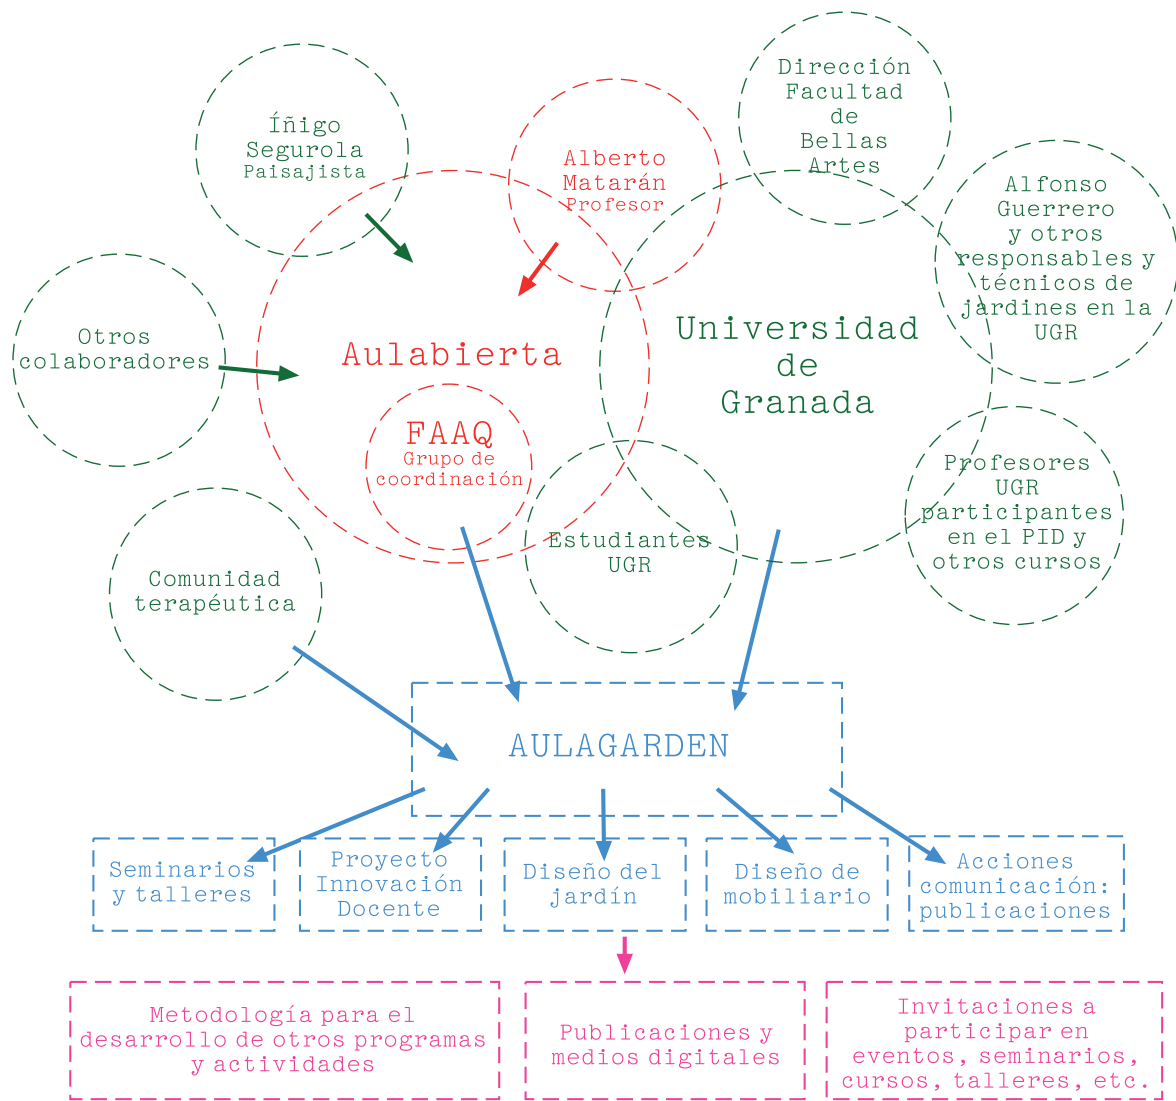 Dirección
Facultad
de
Bellas
Artes
Íñigo
Segurola
Paisajista
Alberto
Matarán
Profesor
Alfonso
Guerrero
y otros
responsables y
técnicos de
jardines en la
UGR
Otros
colaboradores
Aulabierta
Universidad
de
Granada
FAAQ
Grupo de
coordinación
Profesores
UGR
participantes
en el PID y
otros cursos
Estudiantes
UGR
Comunidad
terapéutica
AULAGARDEN
Seminarios
y talleres
Proyecto
Innovación
Docente
Diseño del
jardín
Diseño de
mobiliario
Acciones
comunicación:
publicaciones
Metodología para el
desarrollo de otros programas
y actividades
Publicaciones y
medios digitales
Invitaciones a
participar en
eventos, seminarios,
cursos, talleres, etc.